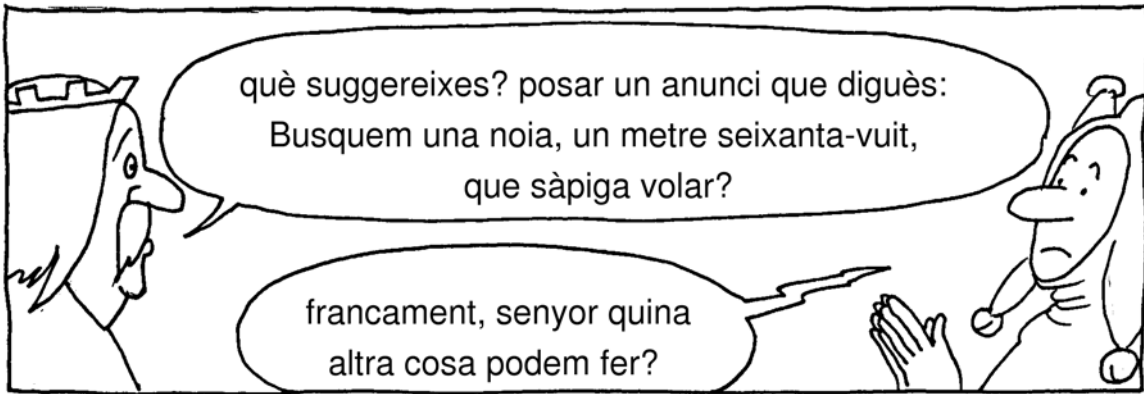 què suggereixes? posar un anunci que diguès:
Busquem una noia, un metre seixanta-vuit,
que sàpiga volar?
francament, senyor quina
altra cosa podem fer?